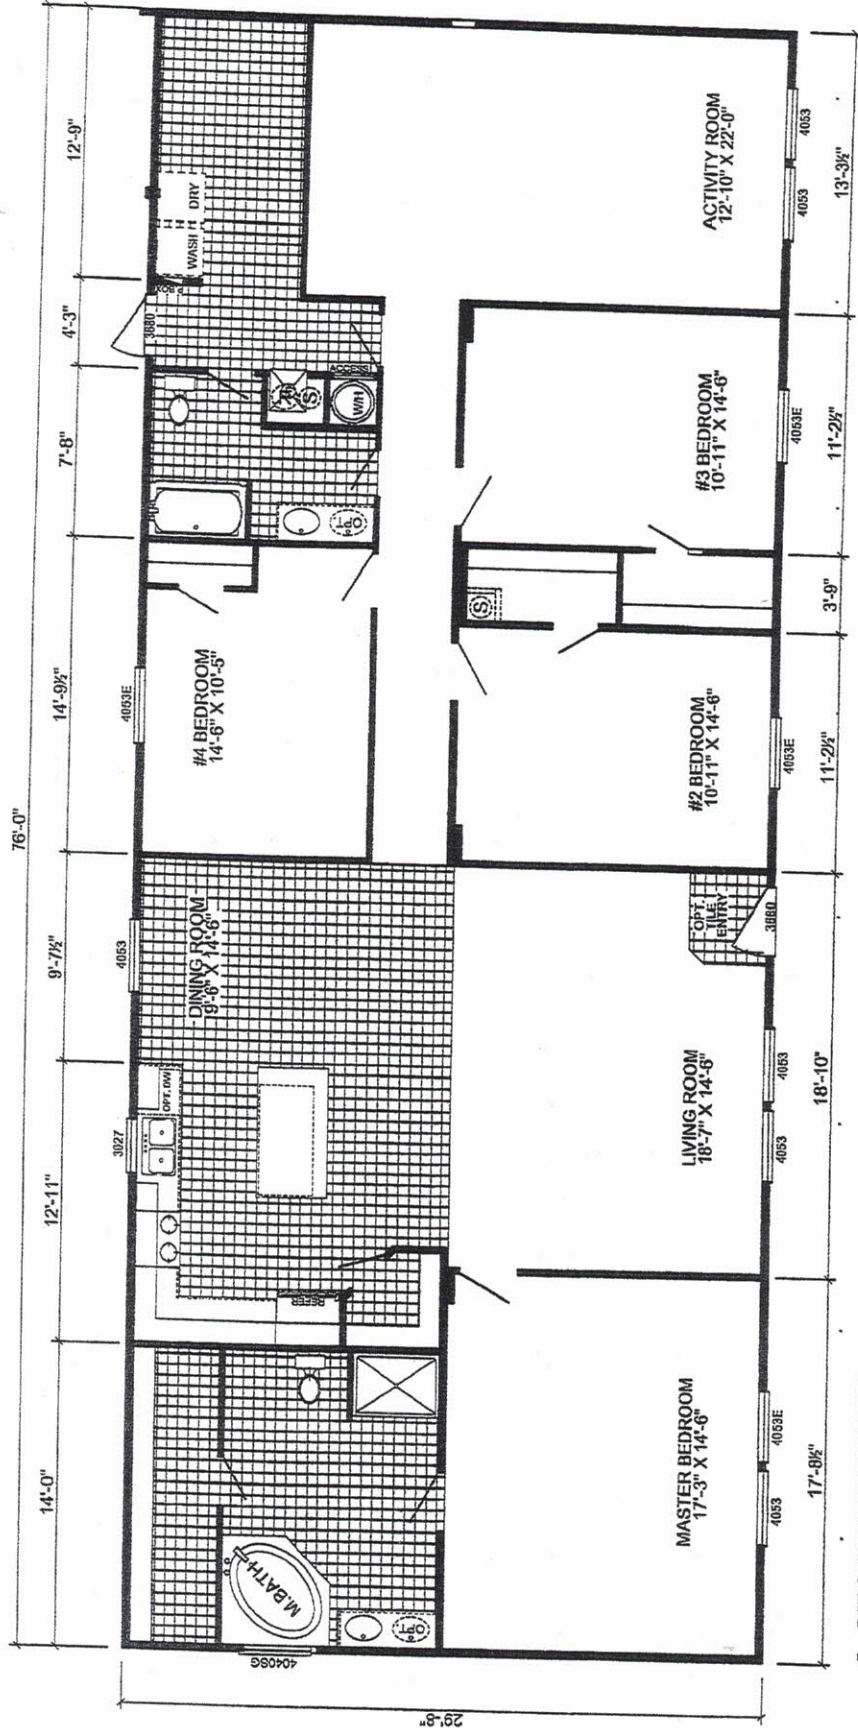 76'-0"
14'-0"
12'-11"
9'-7½"
14'-9½"
7'-8"
4'-3"
12'-9"
29'-8"
3027
4053
4053E
3680
OPT. DW
REFER
DINING ROOM
19'-6" X 14'-6"
#4 BEDROOM
14'-6" X 10'-5"
WASH
DRY
S
W/H
ACCESS
OPT
4040SG
M.BATH
OPT
MASTER BEDROOM
17'-3" X 14'-6"
LIVING ROOM
18'-7" X 14'-6"
OPT.
TILE
ENTRY
3680
#2 BEDROOM
10'-11" X 14'-6"
S
#3 BEDROOM
10'-11" X 14'-6"
ACTIVITY ROOM
12'-10" X 22'-0"
4053
4053E
4053
4053
4053E
4053E
4053
4053
17'-8½"
18'-10"
11'-2½"
3'-9"
11'-2½"
13'-3½"